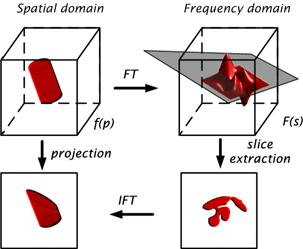 Spatial domain
Frequency domain
FT
f(p)
F(s)
projection
slice
extraction
IFT